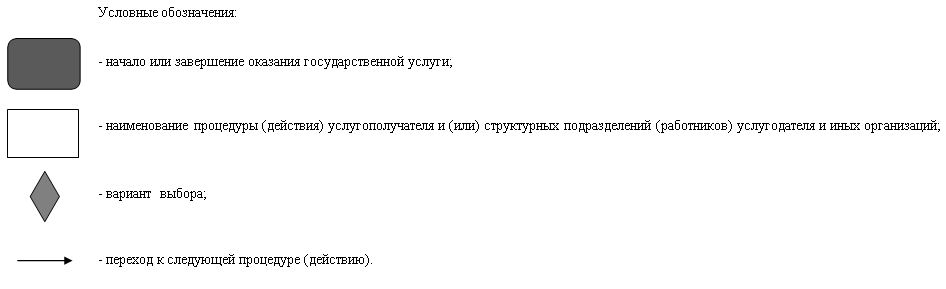 Условные обозначения:
- начало или завершение оказания государственной услуги;
- наименование процедуры (действия) услугополучателя и (или) структурных подразделений (работников) услугодателя и иных организаций;
- вариант выбора;
- переход к следующей процедуре (действию).